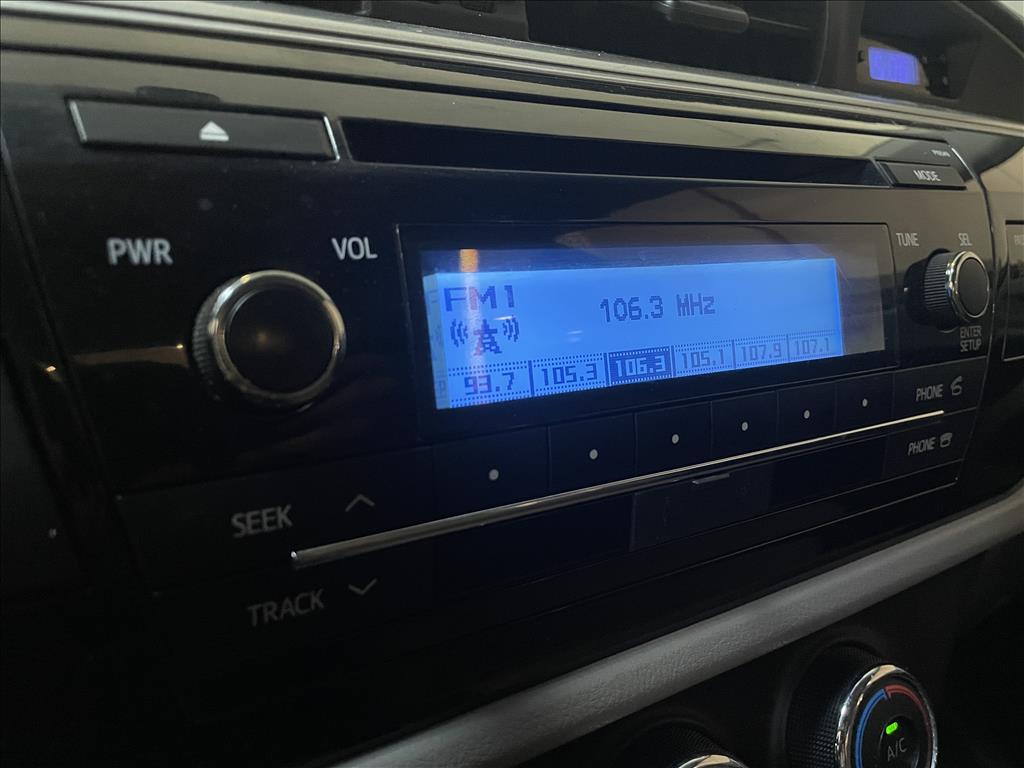 MODE
PWR
VOL
TUNE
SEL
FM1
106.3 MHz
93.7 105.3 106.3 105.1 107.9 107.1
ENTER
SETUP
PHONE
PHONE
SEEK
TRACK
A/C